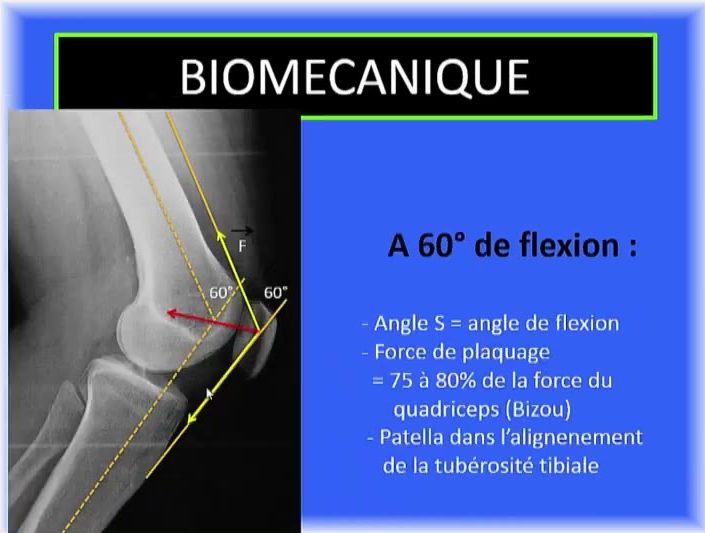 BIOMECANIQUE
F
60° 60°
A 60° de flexion :
- Angle S = angle de flexion
- Force de plaquage
= 75 à 80% de la force du
quadriceps (Bizou)
- Patella dans l'alignenement
de la tubérosité tibiale